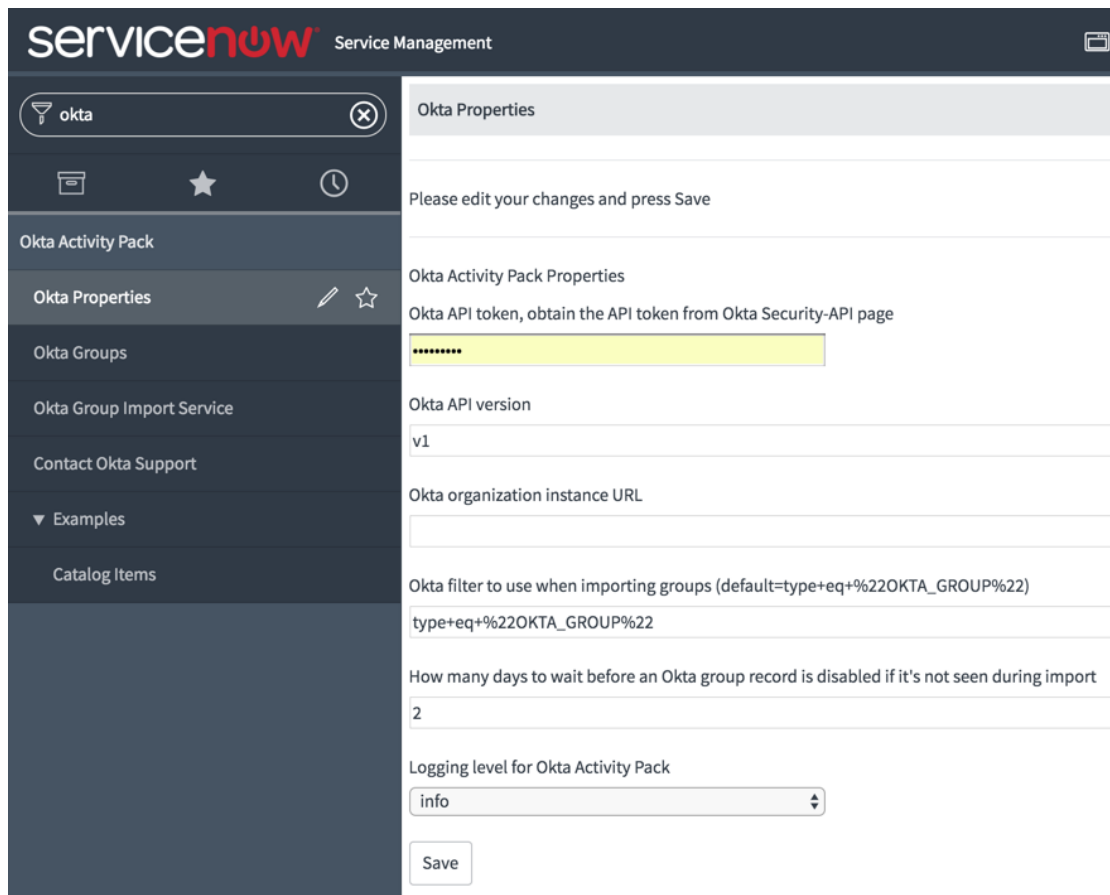 servicenow Service Management
okta
Okta Activity Pack
Okta Properties
Okta Groups
Okta Group Import Service
Contact Okta Support
Examples
Catalog Items
Okta Properties
Please edit your changes and press Save
Okta Activity Pack Properties
Okta API token, obtain the API token from Okta Security-API page
•••••••••
Okta API version
v1
Okta organization instance URL
Okta filter to use when importing groups (default=type+eq+%22OKTA_GROUP%22)
type+eq+%22OKTA_GROUP%22
How many days to wait before an Okta group record is disabled if it's not seen during import
2
Logging level for Okta Activity Pack
info
Save